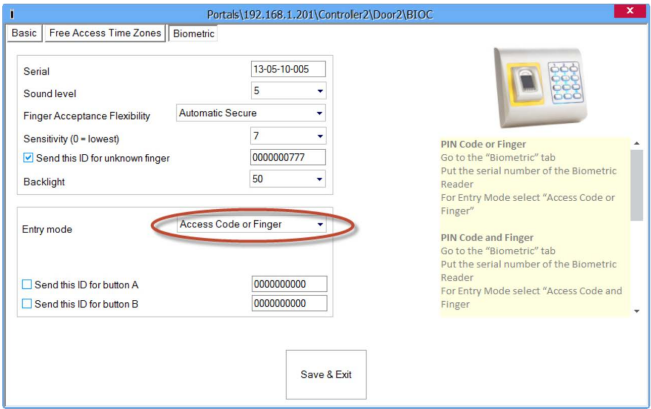 Portals\192.168.1.201\Controler2\Door2\BIOC
x
Basic Free Access Time Zones Biometric
Serial 13-05-10-005
Sound level 5
Finger Acceptance Flexibility Automatic Secure
Sensitivity (0 = lowest) 7
Send this ID for unknown finger 0000000777
Backlight 50
Entry mode Access Code or Finger
Send this ID for button A 0000000000
Send this ID for button B 0000000000
PIN Code or Finger
Go to the "Biometric" tab
Put the serial number of the Biometric
Reader
For Entry Mode select "Access Code or
Finger"
PIN Code and Finger
Go to the "Biometric" tab
Put the serial number of the Biometric
Reader
For Entry Mode select "Access Code and
Finger
Save & Exit